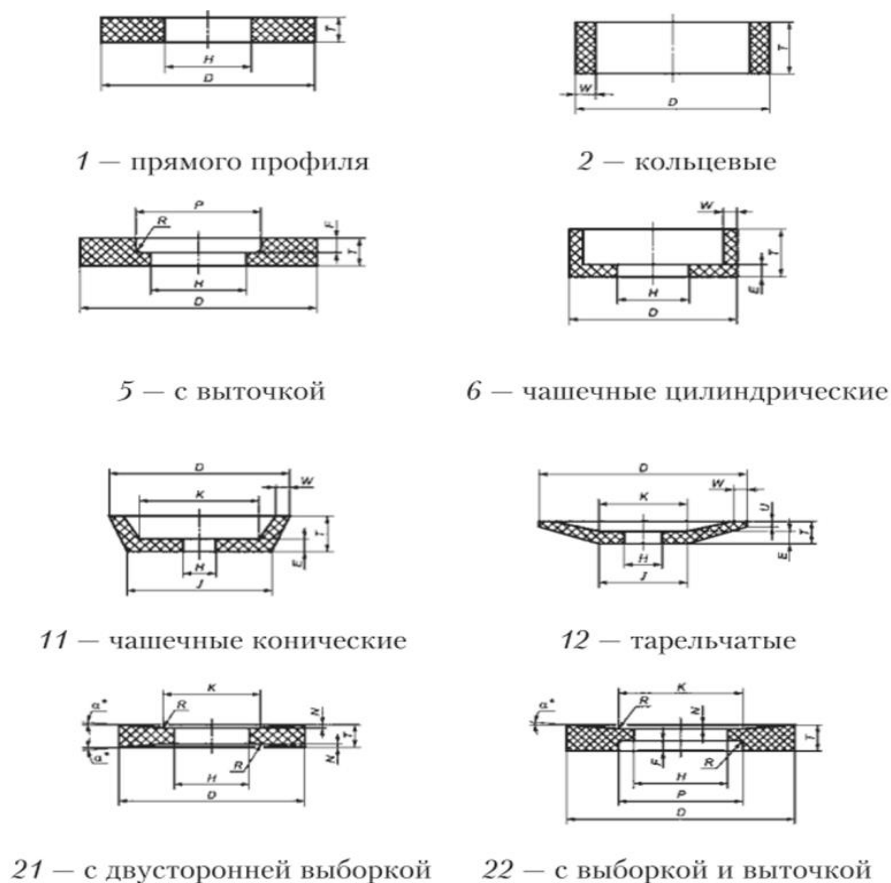 T
H
D
1 — прямого профиля
T
W
D
2 — кольцевые
P
R
F
T
H
D
5 — с выточкой
W
T
E
H
D
6 — чашечные цилиндрические
D
K
W
T
E
H
J
11 — чашечные конические
D
K
W
U
T
E
H
J
12 — тарельчатые
α°
K
R
N
T
α°
R
N
H
D
21 — с двусторонней выборкой
α°
K
R
N
T
F
R
H
P
D
22 — с выборкой и выточкой